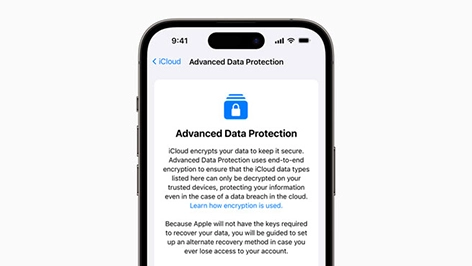 9:41
iCloud Advanced Data Protection
Advanced Data Protection
iCloud encrypts your data to keep it secure.
Advanced Data Protection uses end-to-end
encryption to ensure that the iCloud data types
listed here can only be decrypted on your
trusted devices, protecting your information
even in the case of a data breach in the cloud.
Learn how encryption is used.
Because Apple will not have the keys required
to recover your data, you will be guided to set
up an alternate recovery method in case you
ever lose access to your account.